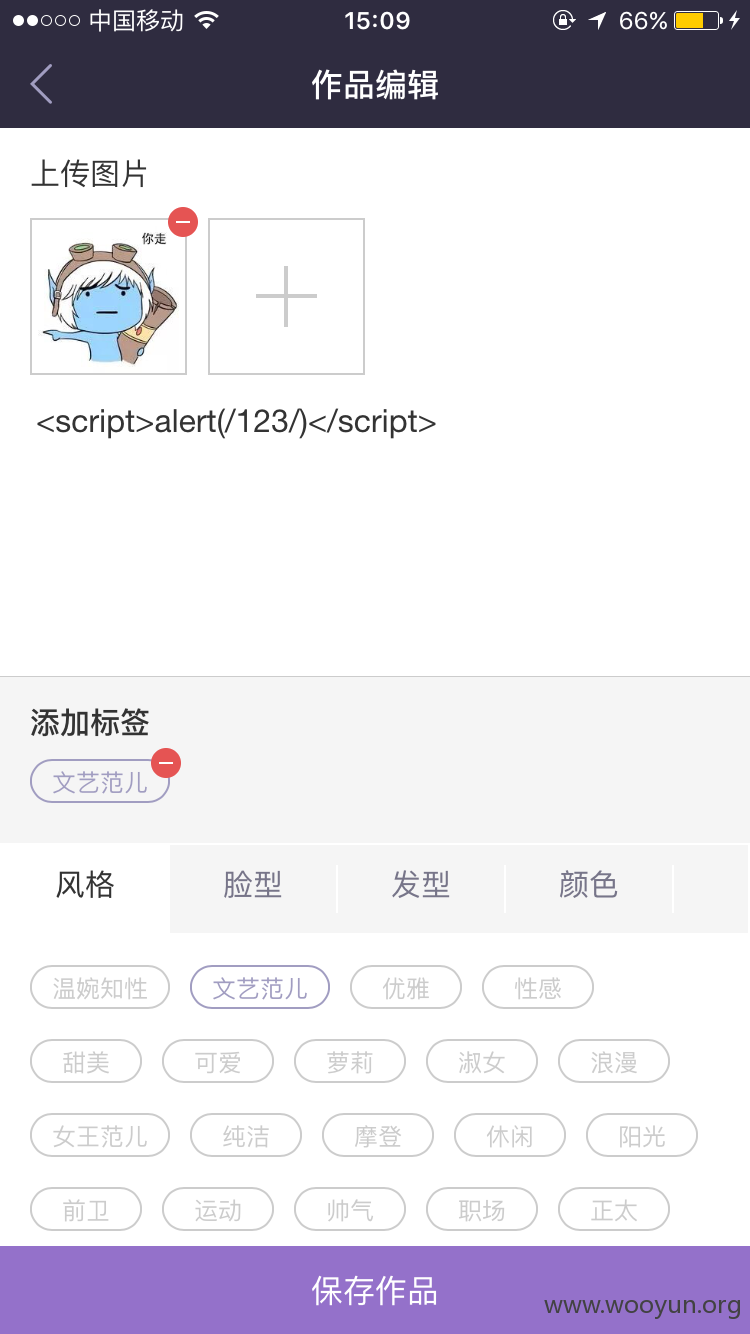 中国移动 15:09 66%
作品编辑
上传图片
你走
<script>alert(/123/)</script>
添加标签
文艺范儿
风格 脸型 发型 颜色
温婉知性 文艺范儿 优雅 性感
甜美 可爱 萝莉 淑女 浪漫
女王范儿 纯洁 摩登 休闲 阳光
前卫 运动 帅气 职场 正太
保存作品
www.wooyun.org